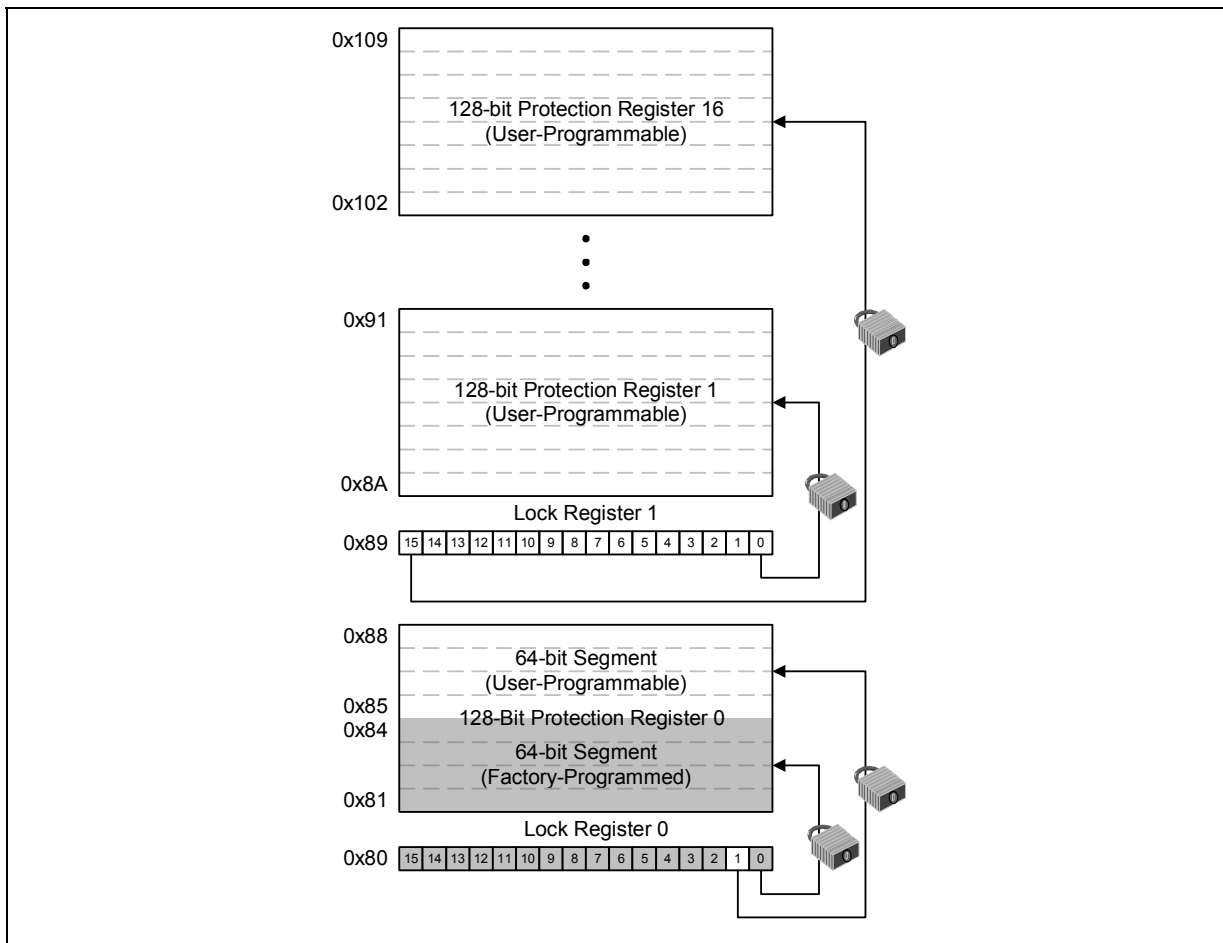 0x109
128-bit Protection Register 16
(User-Programmable)
0x102
0x91
128-bit Protection Register 1
(User-Programmable)
0x8A
Lock Register 1
0x89 15 14 13 12 11 10 9 8 7 6 5 4 3 2 1 0
0x88
64-bit Segment
(User-Programmable)
0x85
128-Bit Protection Register 0
0x84
64-bit Segment
(Factory-Programmed)
0x81
Lock Register 0
0x80 15 14 13 12 11 10 9 8 7 6 5 4 3 2 1 0